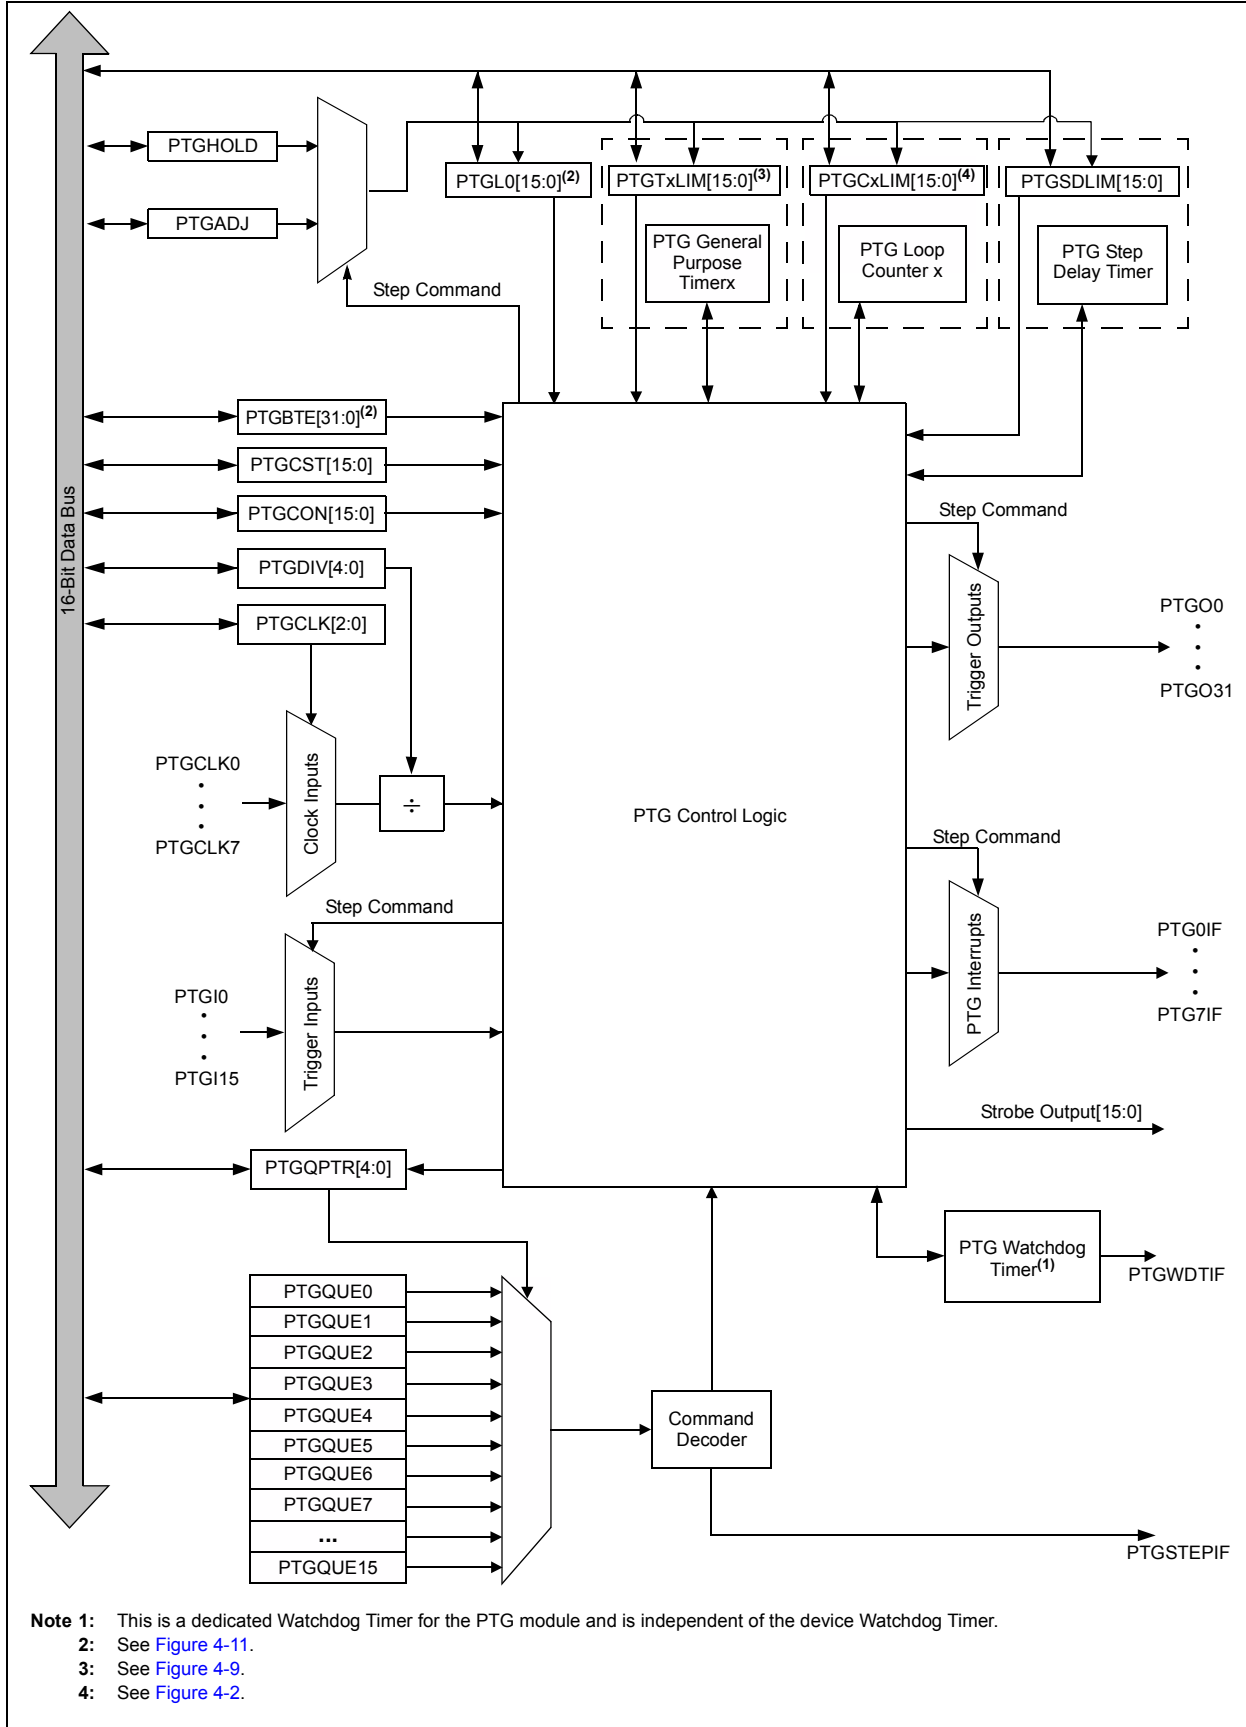 16-Bit Data Bus
PTGHOLD
PTGADJ
PTGL0[15:0](2)
PTGTxLIM[15:0](3)
PTGCxLIM[15:0](4)
PTGSDLIM[15:0]
PTG General
Purpose
Timerx
PTG Loop
Counter x
PTG Step
Delay Timer
Step Command
PTGBTE[31:0](2)
PTGCST[15:0]
PTGCON[15:0]
PTGDIV[4:0]
PTGCLK[2:0]
Step Command
Trigger Outputs
PTGO0
•
•
•
PTGO31
PTGCLK0
•
•
•
PTGCLK7
Clock Inputs
÷
PTG Control Logic
Step Command
PTG Interrupts
PTG0IF
•
•
•
PTG7IF
Step Command
PTGI0
•
•
•
PTGI15
Trigger Inputs
Strobe Output[15:0]
PTGQPTR[4:0]
PTG Watchdog
Timer(1)
PTGWDTIF
PTGQUE0
PTGQUE1
PTGQUE2
PTGQUE3
PTGQUE4
PTGQUE5
PTGQUE6
PTGQUE7
...
PTGQUE15
Command
Decoder
PTGSTEPIF
Note 1: This is a dedicated Watchdog Timer for the PTG module and is independent of the device Watchdog Timer.
2: See Figure 4-11.
3: See Figure 4-9.
4: See Figure 4-2.